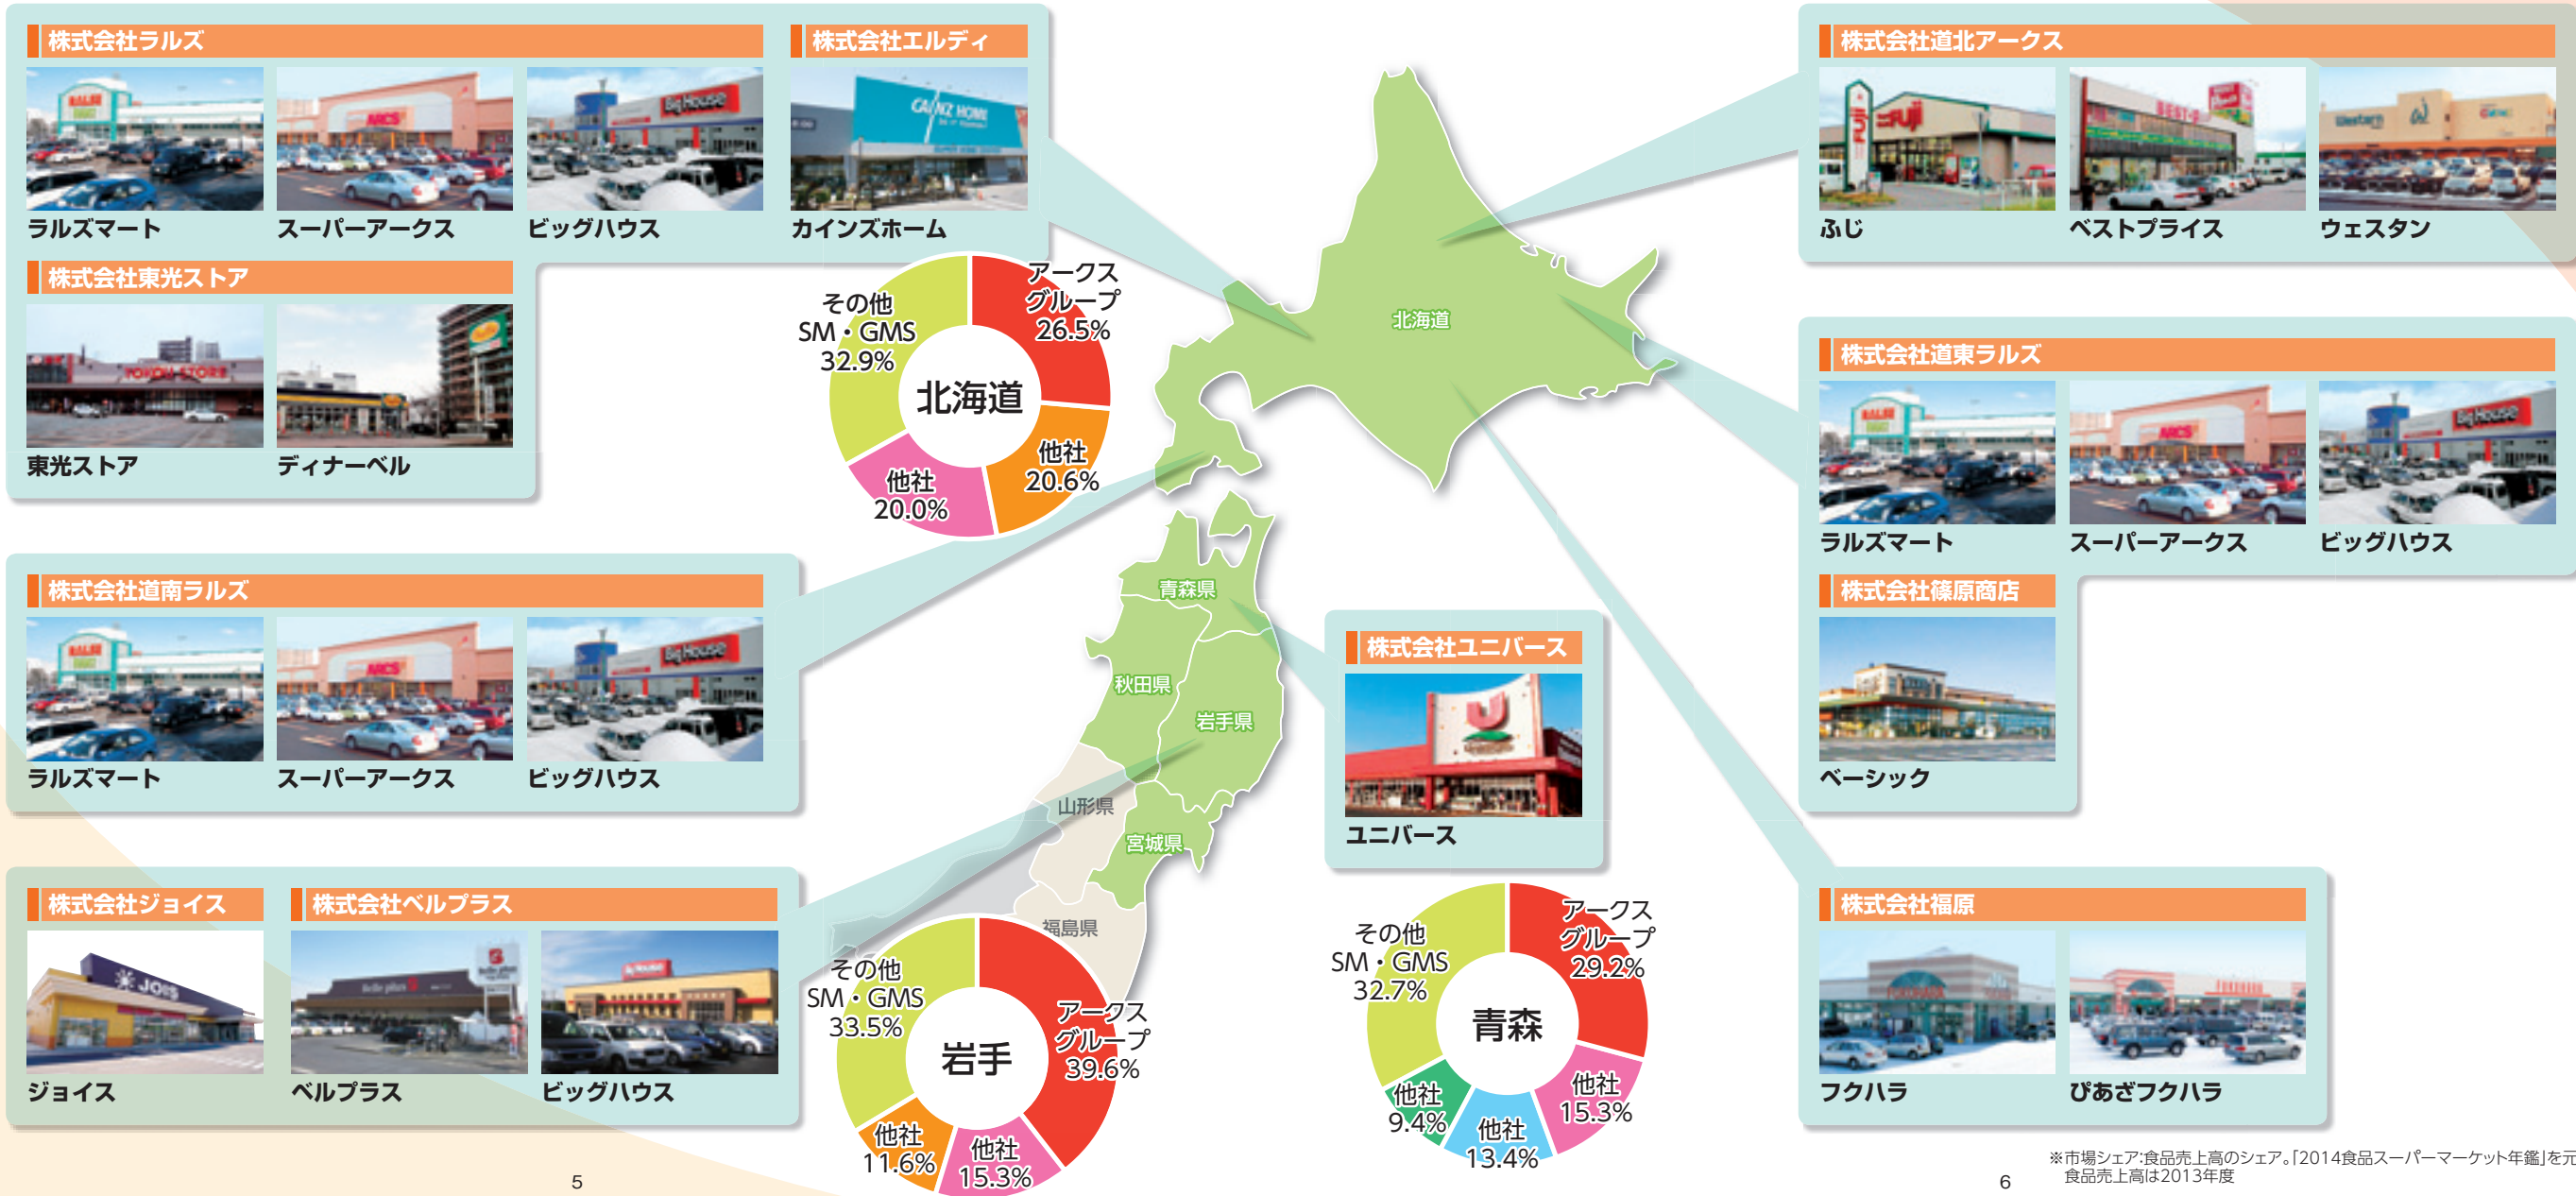 株式会社ラルズ
ラルズマート
スーパーアークス
ビッグハウス
株式会社エルディ
CAINZ HOME
カインズホーム
株式会社東光ストア
TOKOU STORE
東光ストア
ディナーベル
株式会社道南ラルズ
ARCS
Big House
ラルズマート
スーパーアークス
ビッグハウス
株式会社ジョイス
JOIS
ジョイス
株式会社ベルプラス
Belle plus
ベルプラス
Big House
ビッグハウス
北海道
アークス
グループ
26.5%
他社
20.6%
他社
20.0%
その他
SM・GMS
32.9%
北海道
青森県
秋田県
岩手県
山形県
宮城県
福島県
岩手
アークス
グループ
39.6%
他社
15.3%
他社
11.6%
その他
SM・GMS
33.5%
株式会社ユニバース
ユニバース
青森
アークス
グループ
29.2%
他社
15.3%
他社
13.4%
他社
9.4%
その他
SM・GMS
32.7%
株式会社道北アークス
Fuji
ふじ
ベストプライス
Western
ウェスタン
株式会社道東ラルズ
ARCS
Big House
ラルズマート
スーパーアークス
ビッグハウス
株式会社篠原商店
ベーシック
株式会社福原
フクハラ
ぴあざフクハラ
※市場シェア:食品売上高のシェア。「2014食品スーパーマーケット年鑑」を元
食品売上高は2013年度
5
6